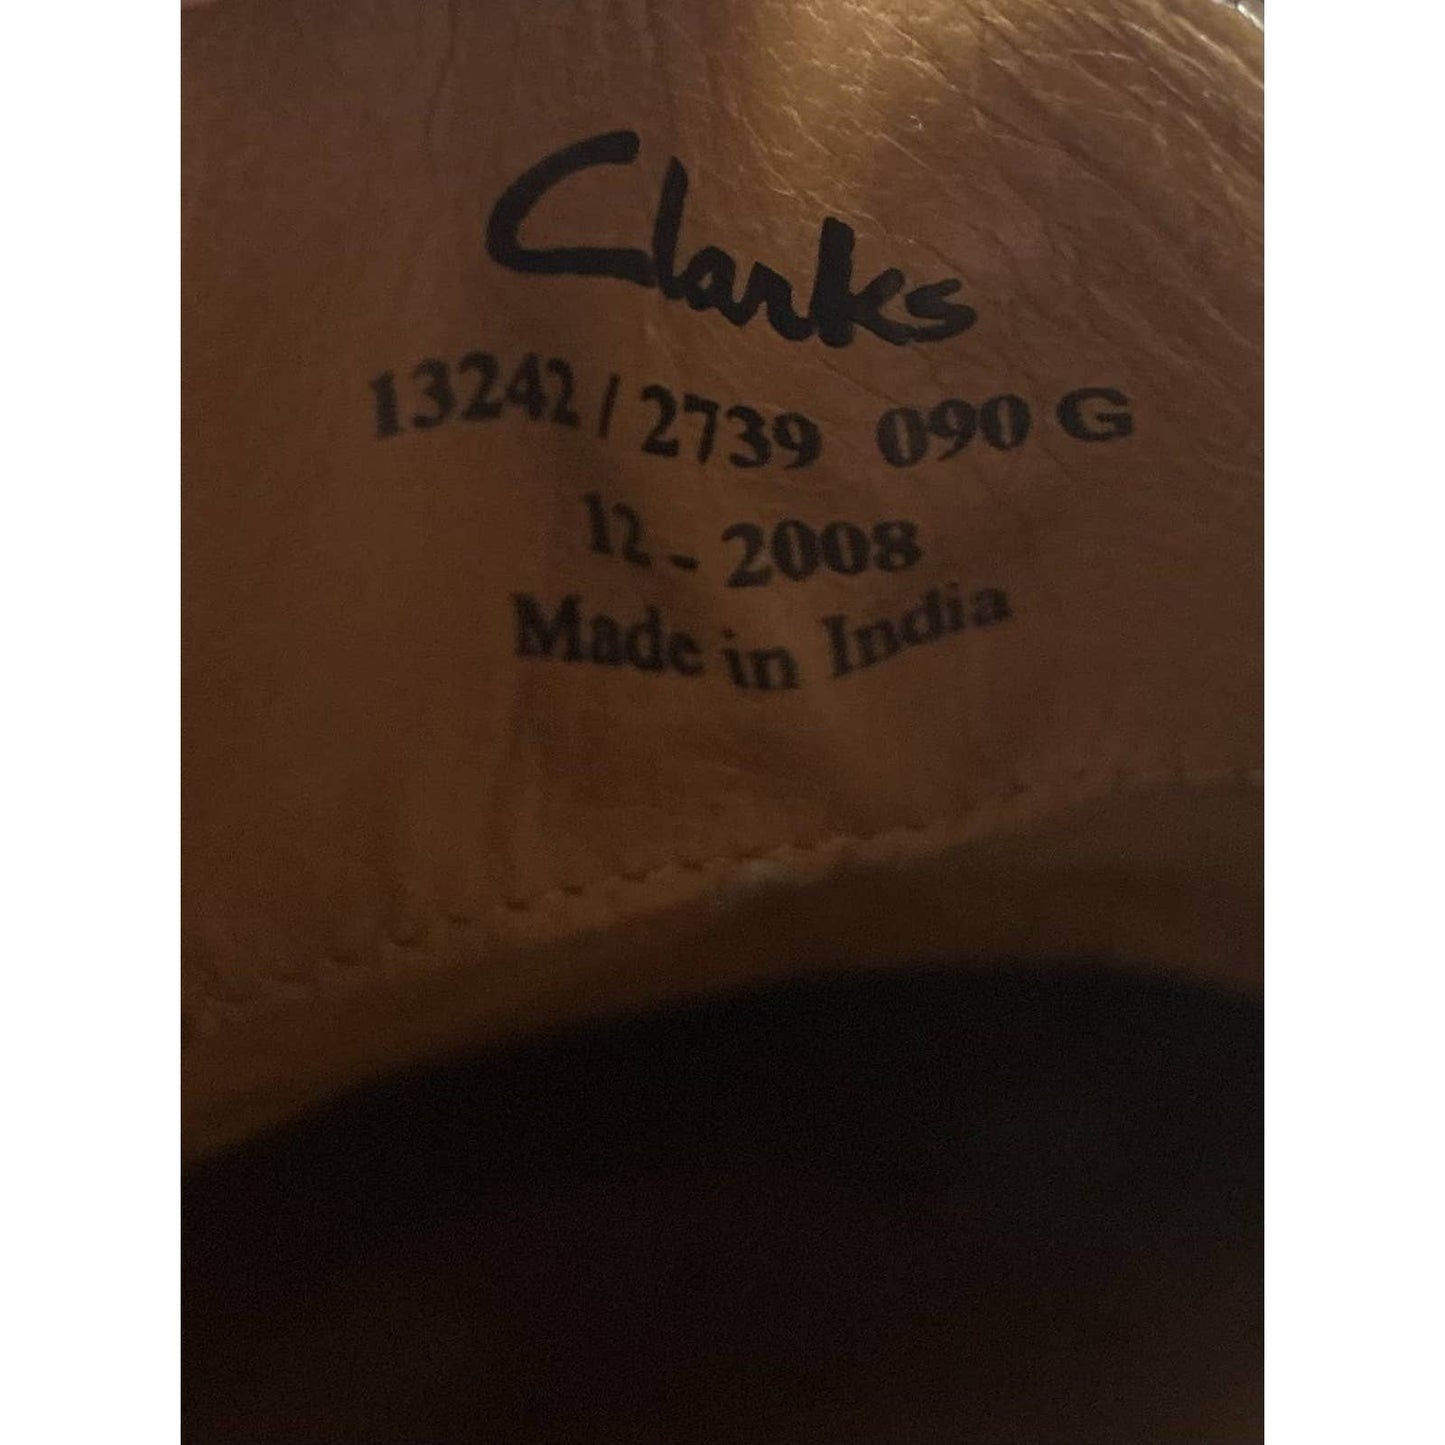 Clarks
13242/2739 090 G
12-2008
Made in India